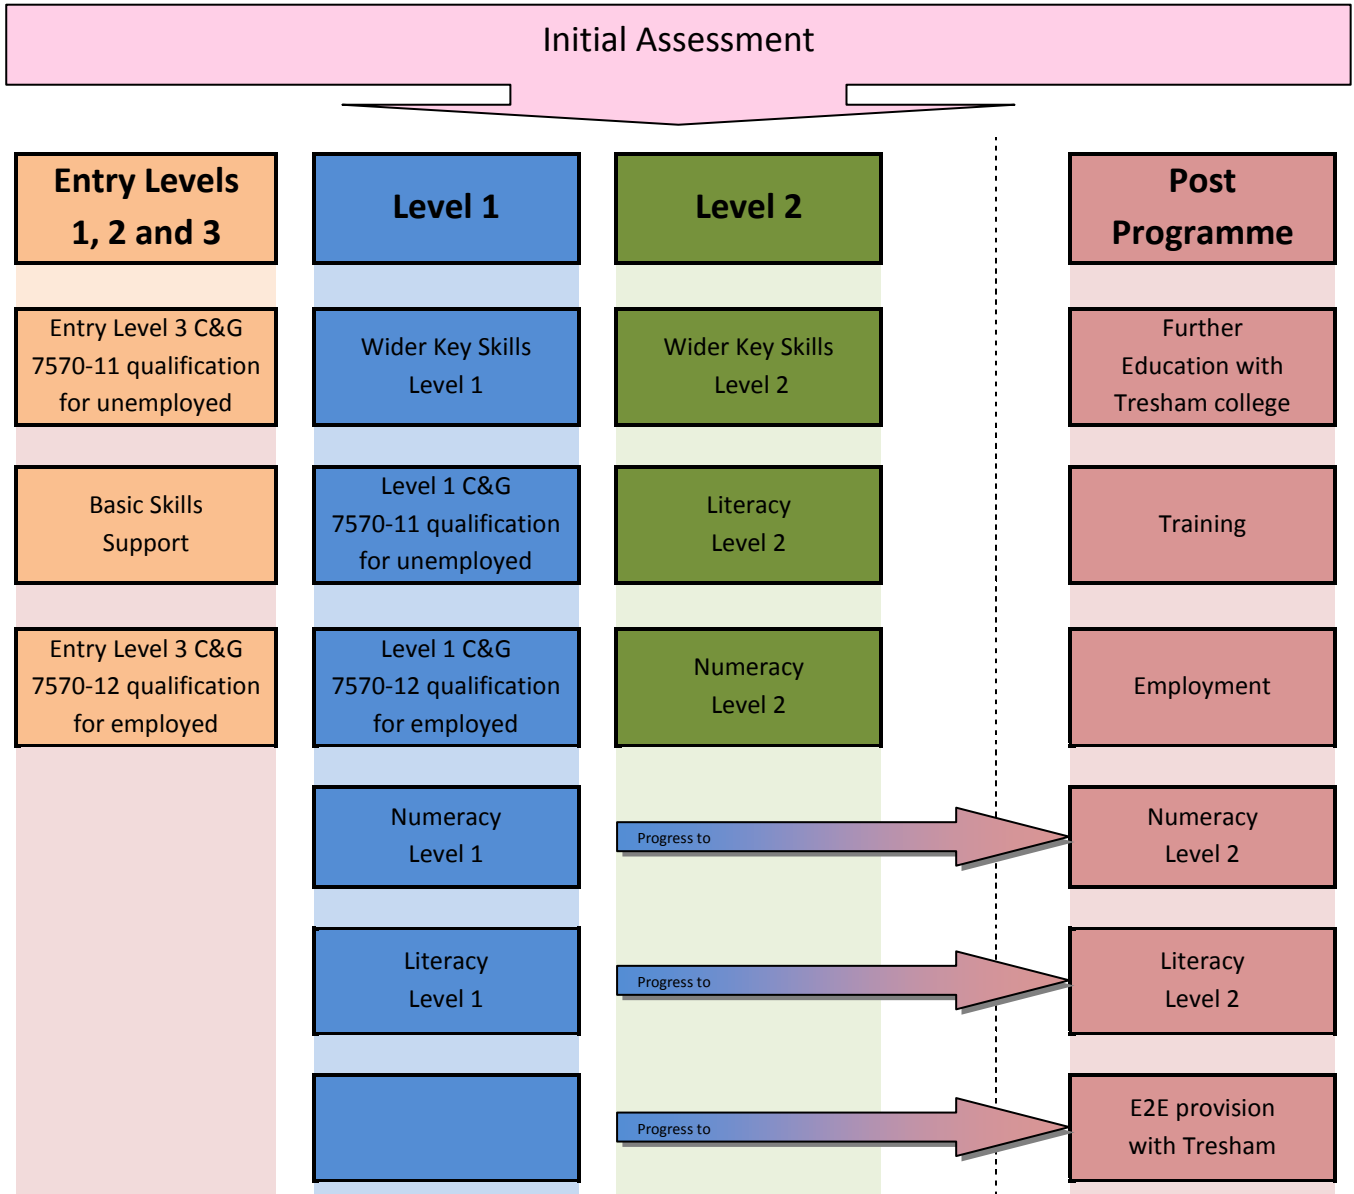 Initial Assessment
Entry Levels
1, 2 and 3
Level 1
Level 2
Post
Programme
Entry Level 3 C&G
7570-11 qualification
for unemployed
Wider Key Skills
Level 1
Wider Key Skills
Level 2
Further
Education with
Tresham college
Basic Skills
Support
Level 1 C&G
7570-11 qualification
for unemployed
Literacy
Level 2
Training
Entry Level 3 C&G
7570-12 qualification
for employed
Level 1 C&G
7570-12 qualification
for employed
Numeracy
Level 2
Employment
Numeracy
Level 1
Progress to
Numeracy
Level 2
Literacy
Level 1
Progress to
Literacy
Level 2
Progress to
E2E provision
with Tresham